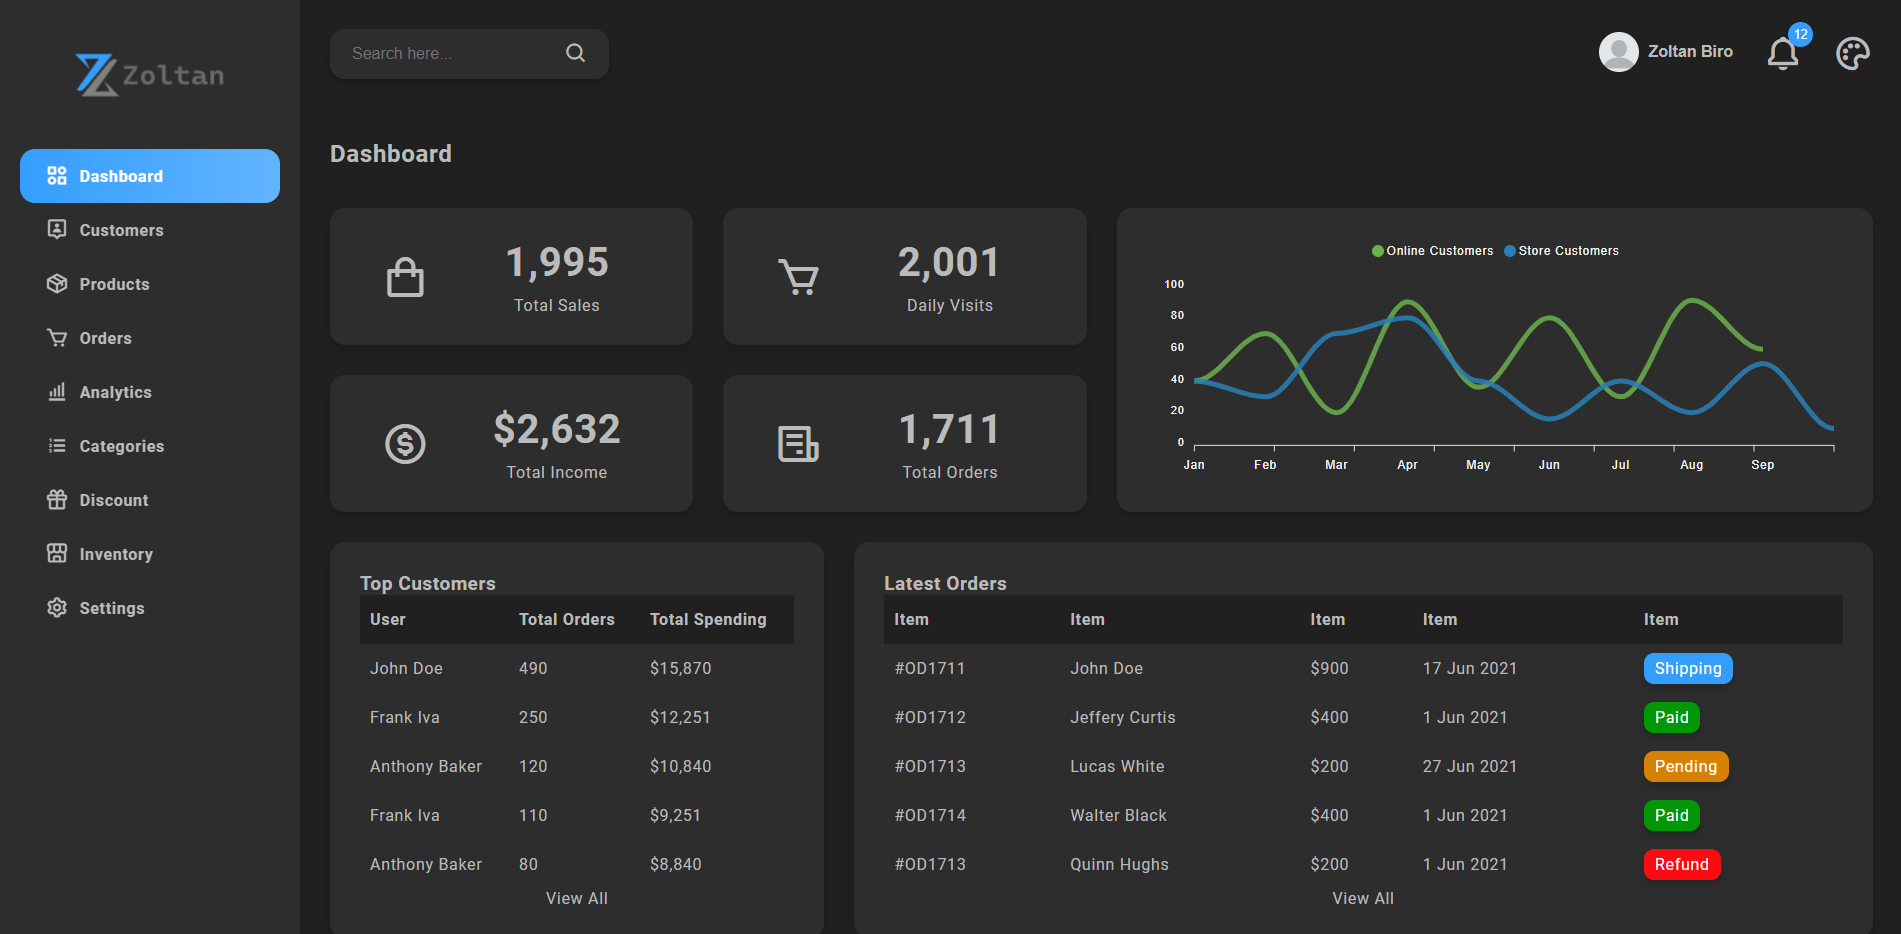 Zoltan
Search here...
Zoltan Biro
12
Dashboard
Customers
Products
Orders
Analytics
Categories
Discount
Inventory
Settings
Dashboard
1,995
Total Sales
2,001
Daily Visits
$2,632
Total Income
1,711
Total Orders
Online Customers Store Customers
100
80
60
40
20
0
Jan Feb Mar Apr May Jun Jul Aug Sep
Top Customers
User Total Orders Total Spending
John Doe 490 $15,870
Frank Iva 250 $12,251
Anthony Baker 120 $10,840
Frank Iva 110 $9,251
Anthony Baker 80 $8,840
View All
Latest Orders
Item Item Item Item Item
#OD1711 John Doe $900 17 Jun 2021 Shipping
#OD1712 Jeffery Curtis $400 1 Jun 2021 Paid
#OD1713 Lucas White $200 27 Jun 2021 Pending
#OD1714 Walter Black $400 1 Jun 2021 Paid
#OD1713 Quinn Hughs $200 1 Jun 2021 Refund
View All